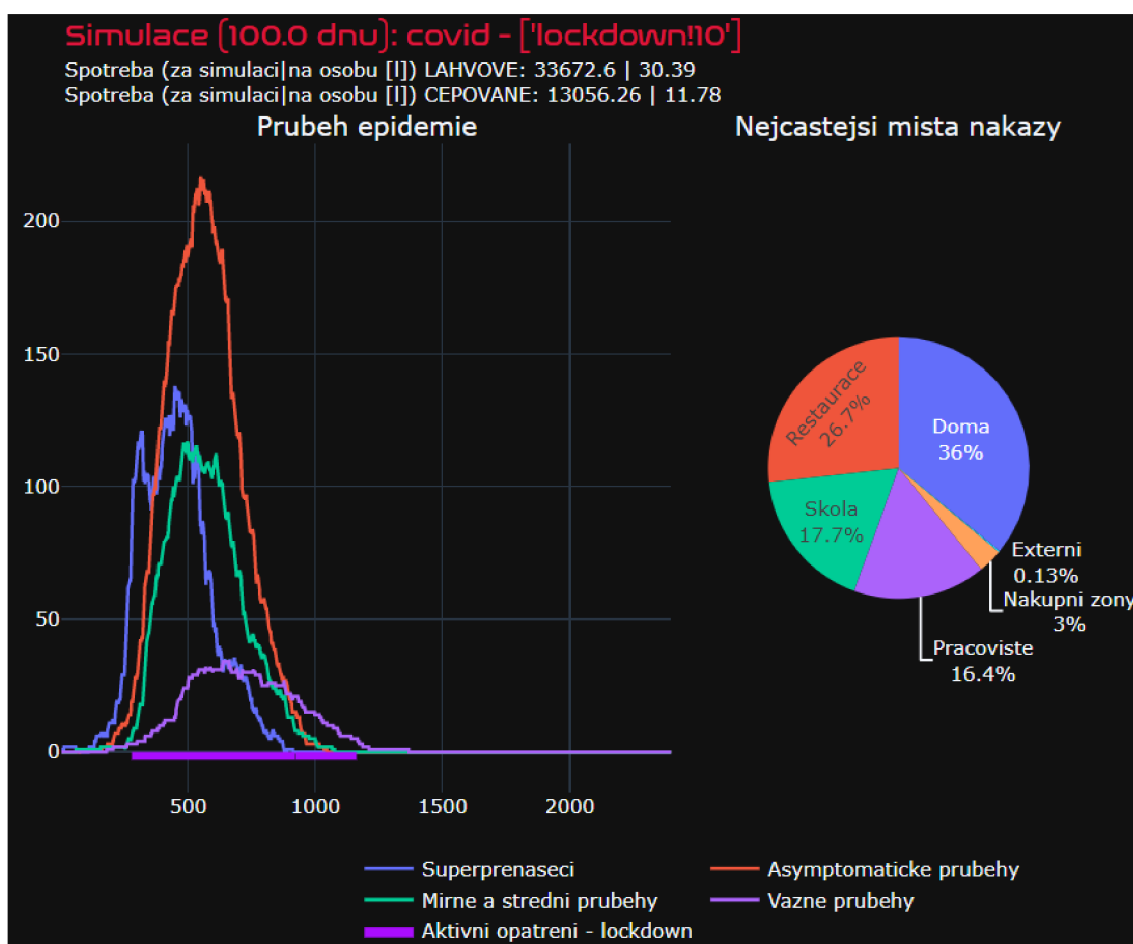 Simulace (100.0 dnu): covid - ['lockdown!10']
Spotreba (za simulaci|na osobu [l]) LAHVOVE: 33672.6 | 30.39
Spotreba (za simulaci|na osobu [l]) CEPOVANE: 13056.26 | 11.78
Prubeh epidemie
Nejcastejsi mista nakazy
200
150
100
50
0
500
1000
1500
2000
Restaurace
26.7%
Doma
36%
Skola
17.7%
Externi
0.13%
Nakupni zony
3%
Pracoviste
16.4%
Superprenaseci
Asymptomaticke prubehy
Mirne a stredni prubehy
Vazne prubehy
Aktivni opatreni - lockdown